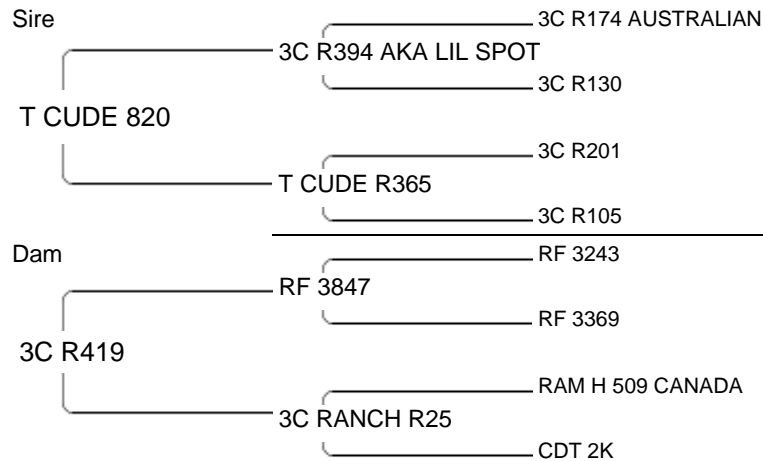 Sire
3C R174 AUSTRALIAN
3C R394 AKA LIL SPOT
3C R130
T CUDE 820
3C R201
T CUDE R365
3C R105
Dam
RF 3243
RF 3847
RF 3369
3C R419
RAM H 509 CANADA
3C RANCH R25
CDT 2K